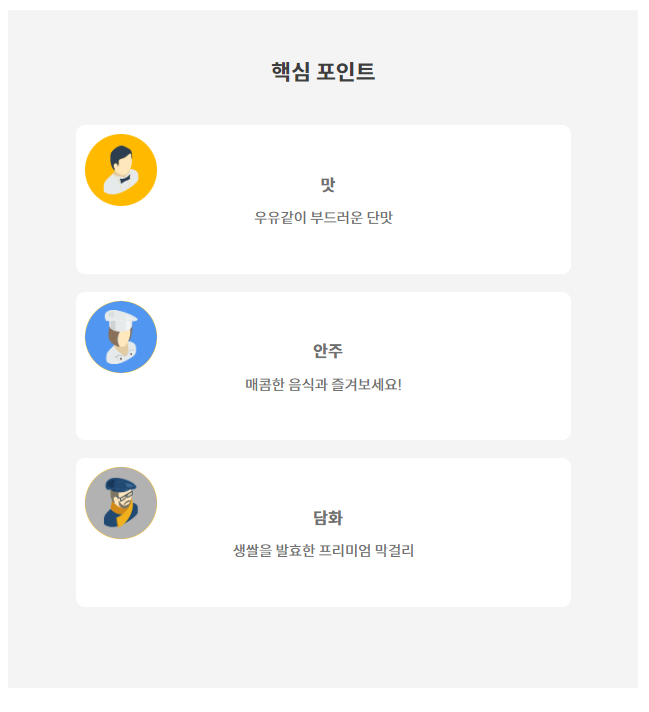 핵심 포인트
맛
우유같이 부드러운 단맛
안주
매콤한 음식과 즐겨보세요!
담화
생쌀을 발효한 프리미엄 막걸리